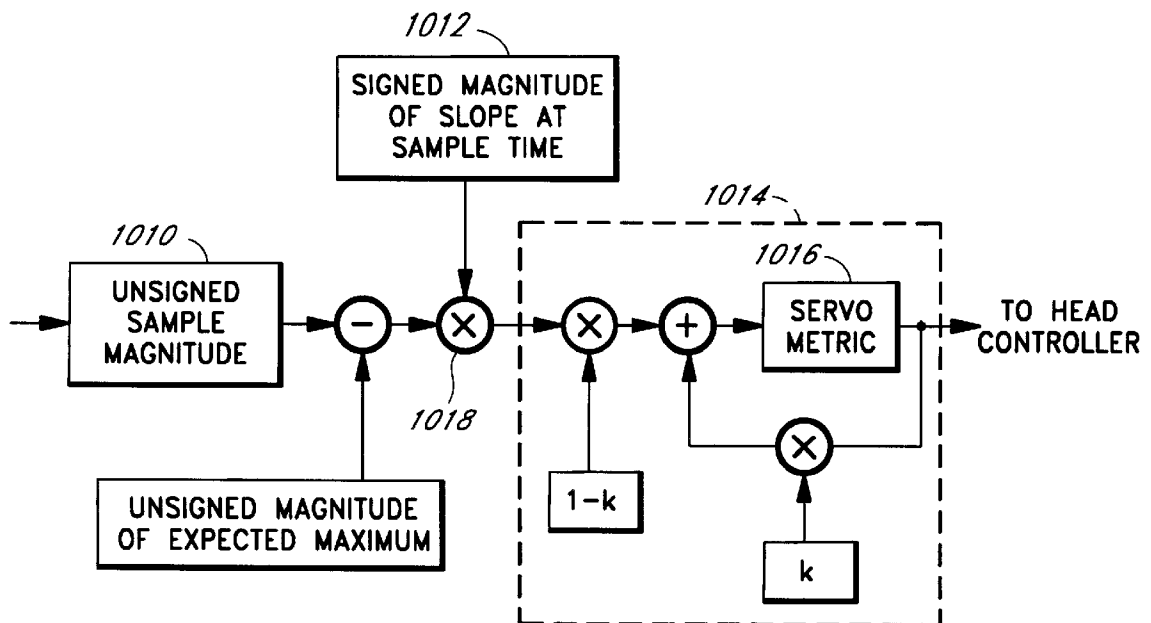 1012
SIGNED MAGNITUDE
OF SLOPE AT
SAMPLE TIME
1014
1010
UNSIGNED
SAMPLE
MAGNITUDE
−
×
1018
×
+
1016
SERVO
METRIC
TO HEAD
CONTROLLER
×
UNSIGNED MAGNITUDE
OF EXPECTED MAXIMUM
1-k
k